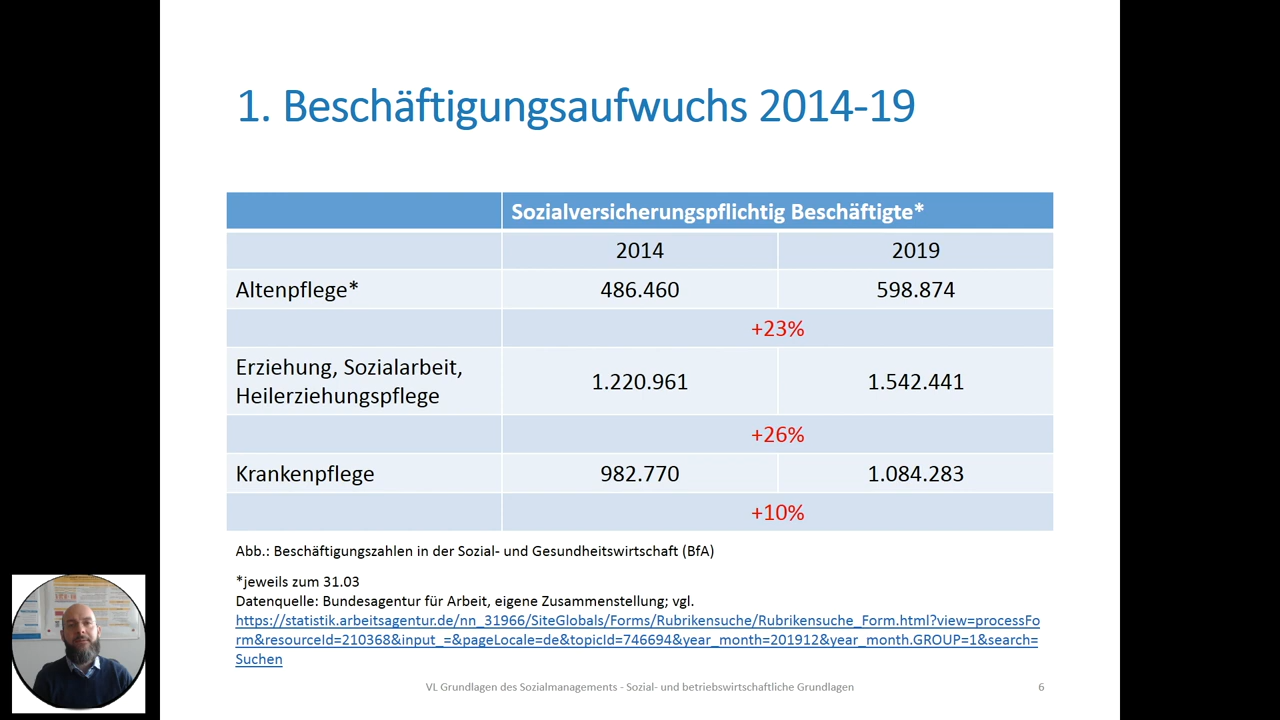 1. Beschäftigungsaufwuchs 2014-19
Sozialversicherungspflichtig Beschäftigte*
2014 2019
Altenpflege* 486.460 598.874
+23%
Erziehung, Sozialarbeit,
Heilerziehungspflege 1.220.961 1.542.441
+26%
Krankenpflege 982.770 1.084.283
+10%
Abb.: Beschäftigungszahlen in der Sozial- und Gesundheitswirtschaft (BfA)
*jeweils zum 31.03
Datenquelle: Bundesagentur für Arbeit, eigene Zusammenstellung; vgl.
https://statistik.arbeitsagentur.de/nn_31966/SiteGlobals/Forms/Rubrikensuche/Rubrikensuche_Form.html?view=processFo
rm&resourceId=210368&input_=&pageLocale=de&topicId=746694&year_month=201912&year_month.GROUP=1&search=
Suchen
VL Grundlagen des Sozialmanagements - Sozial- und betriebswirtschaftliche Grundlagen 6